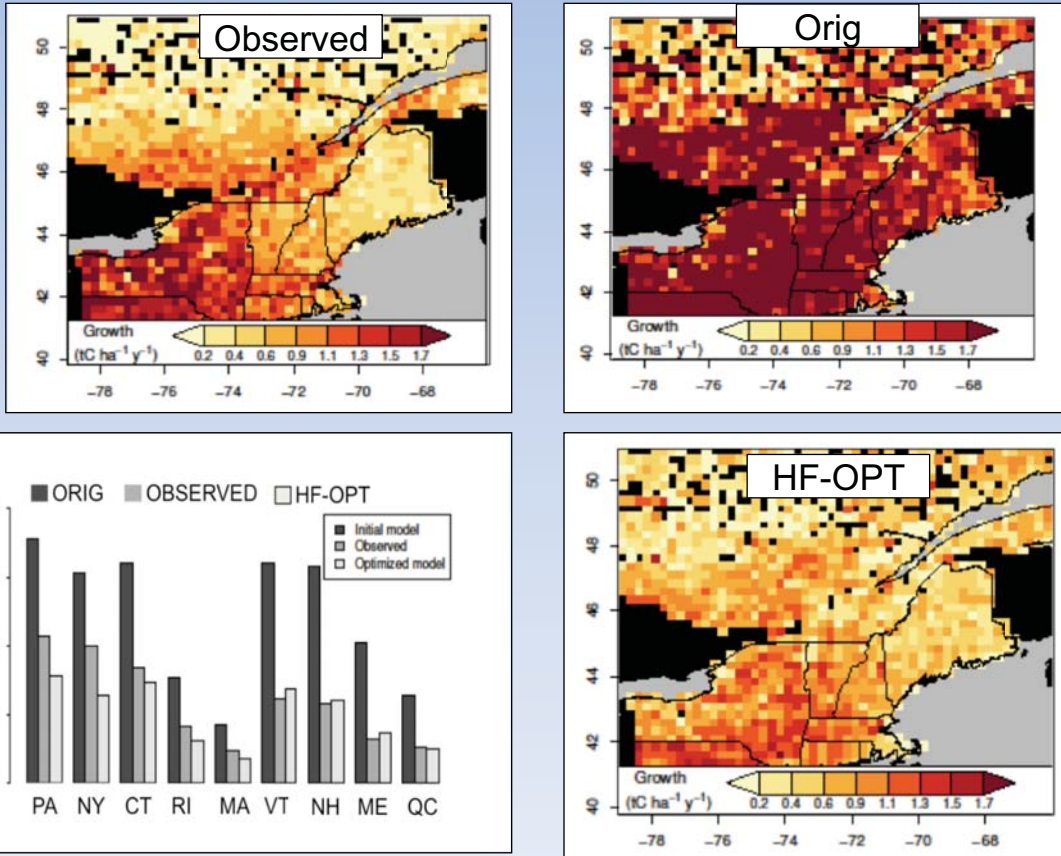 Observed
50
48
46
44
42
40
Growth
(tC ha⁻¹ y⁻¹)
0.2 0.4 0.6 0.9 1.1 1.3 1.5 1.7
−78 −76 −74 −72 −70 −68
Orig
50
48
46
44
42
40
Growth
(tC ha⁻¹ y⁻¹)
0.2 0.4 0.6 0.9 1.1 1.3 1.5 1.7
−78 −76 −74 −72 −70 −68
ORIG OBSERVED HF-OPT
Initial model
Observed
Optimized model
PA NY CT RI MA VT NH ME QC
HF-OPT
50
48
46
44
42
40
Growth
(tC ha⁻¹ y⁻¹)
0.2 0.4 0.6 0.9 1.1 1.3 1.5 1.7
−78 −76 −74 −72 −70 −68